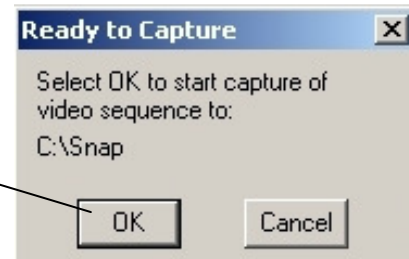 Ready to Capture
Select OK to start capture of
video sequence to:
C:\Snap
OK Cancel